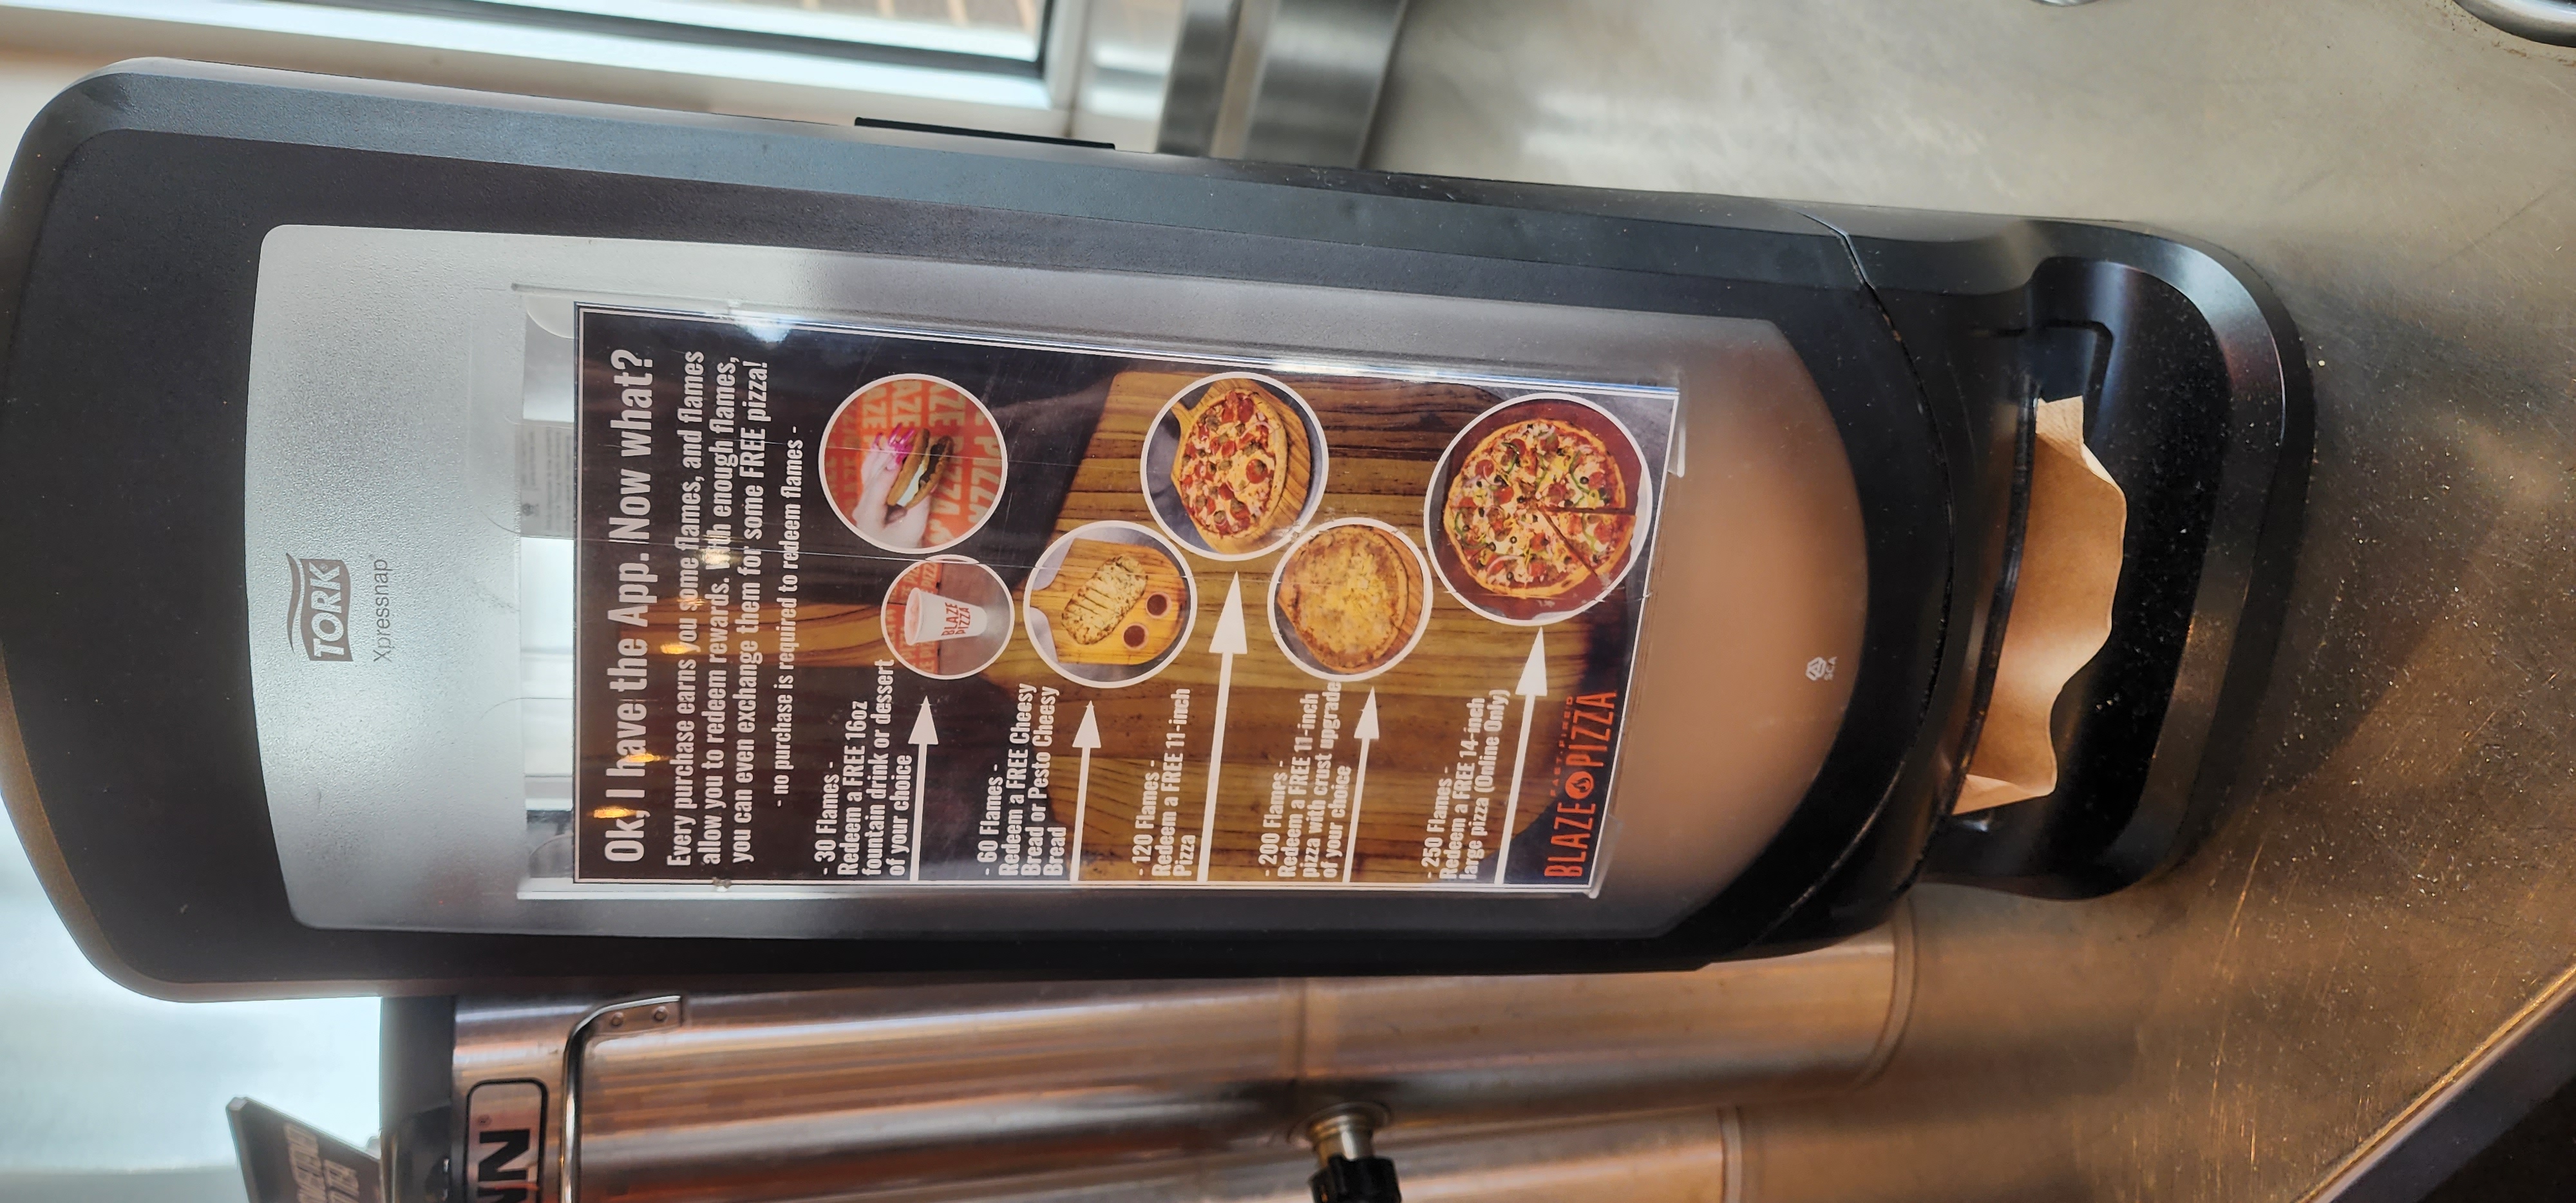 TORK
Xpressnap®
NN®
Ok, I have the App. Now what?
Every purchase earns you some flames, and flames
allow you to redeem rewards. With enough flames,
you can even exchange them for some FREE pizza!
- no purchase is required to redeem flames -
- 30 Flames -
Redeem a FREE 16oz
fountain drink or dessert
of your choice
BLAZE
PIZZA
- 60 Flames -
Redeem a FREE Cheesy
Bread or Pesto Cheesy
Bread
- 120 Flames -
Redeem a FREE 11-inch
Pizza
- 200 Flames -
Redeem a FREE 11-inch
pizza with crust upgrade
of your choice
- 250 Flames -
Redeem a FREE 14-inch
large pizza (Online Only)
FAST-FIRE'D
BLAZE PIZZA
SCA